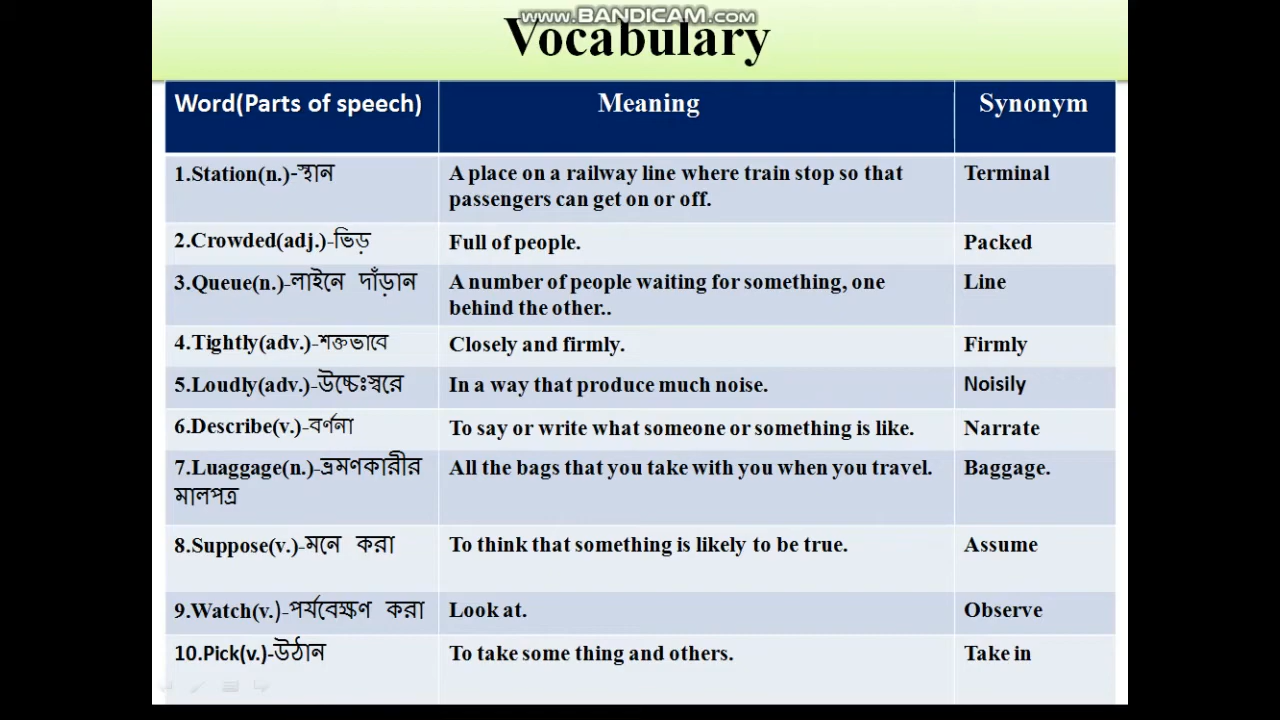 www.BANDICAM.com
Vocabulary
Word(Parts of speech) Meaning Synonym
1.Station(n.)-স্থান A place on a railway line where train stop so that Terminal
passengers can get on or off.
2.Crowded(adj.)-ভিড় Full of people. Packed
3.Queue(n.)-লাইনে দাঁড়ান A number of people waiting for something, one Line
behind the other..
4.Tightly(adv.)-শক্তভাবে Closely and firmly. Firmly
5.Loudly(adv.)-উচ্চেঃস্বরে In a way that produce much noise. Noisily
6.Describe(v.)-বর্ণনা To say or write what someone or something is like. Narrate
7.Luaggage(n.)-ভ্রমণকারীর All the bags that you take with you when you travel. Baggage.
মালপত্র
8.Suppose(v.)-মনে করা To think that something is likely to be true. Assume
9.Watch(v.)-পর্যবেক্ষণ করা Look at. Observe
10.Pick(v.)-উঠান To take some thing and others. Take in